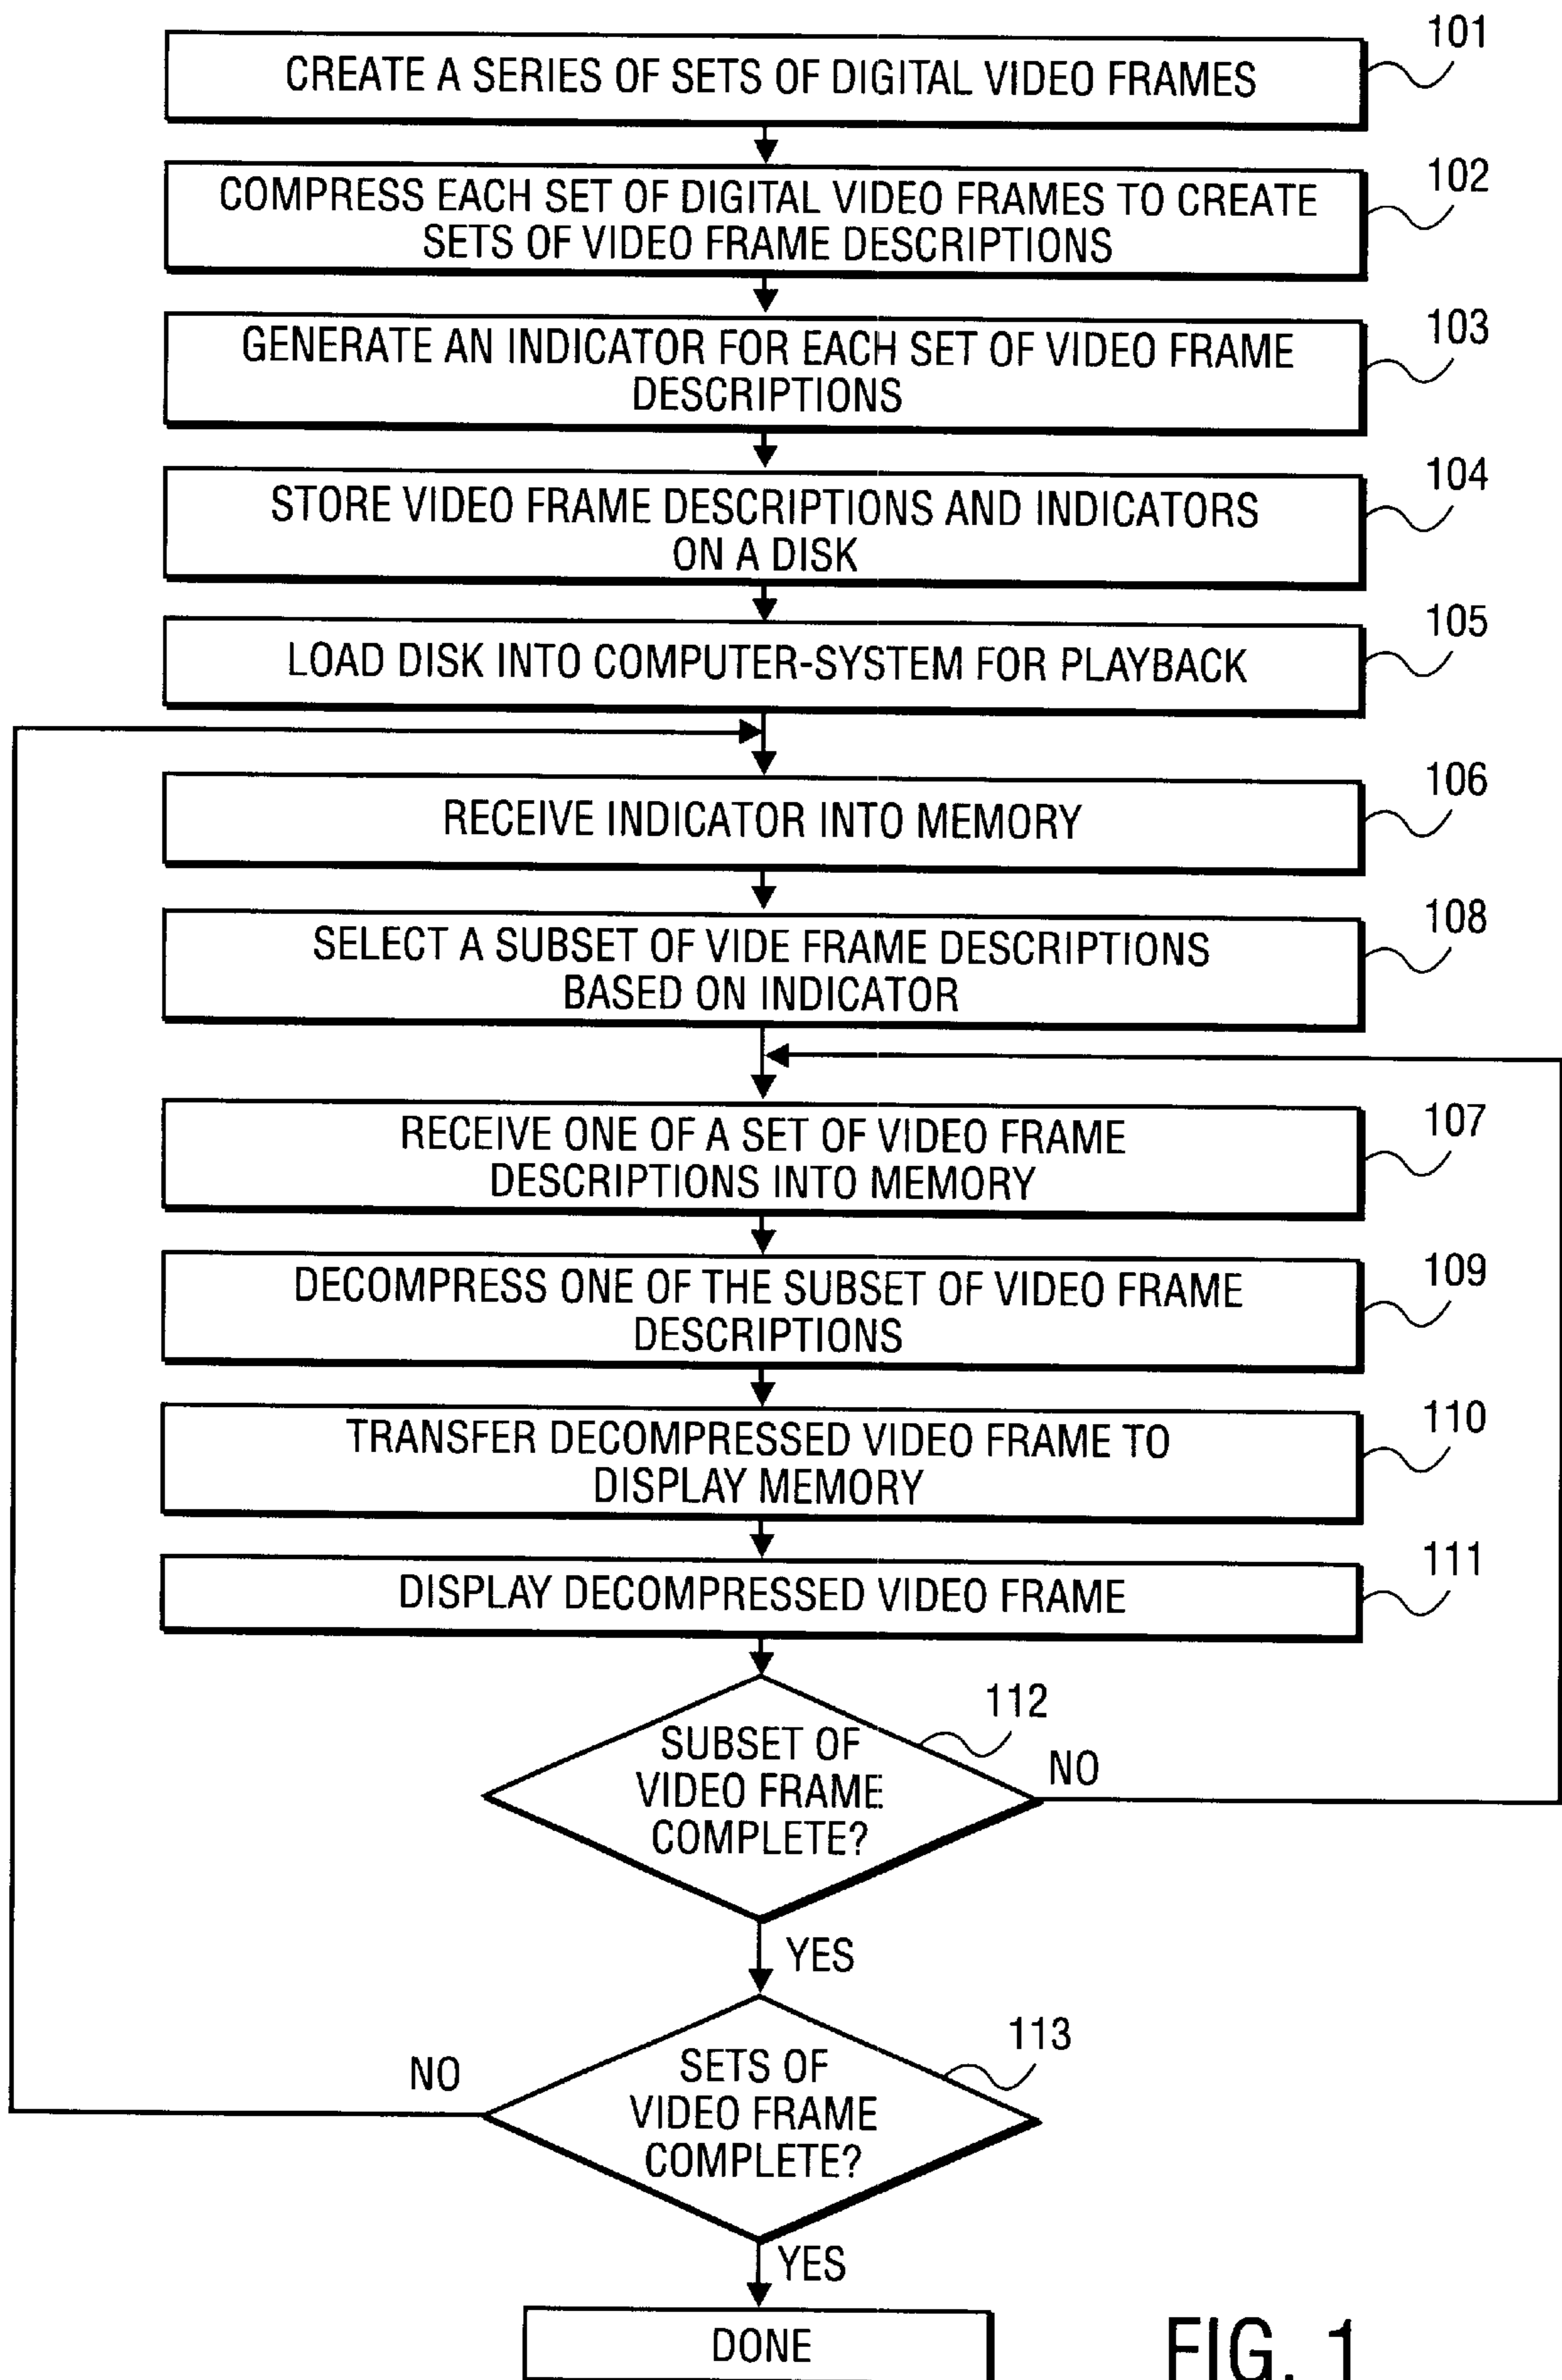 101
CREATE A SERIES OF SETS OF DIGITAL VIDEO FRAMES
102
COMPRESS EACH SET OF DIGITAL VIDEO FRAMES TO CREATE
SETS OF VIDEO FRAME DESCRIPTIONS
103
GENERATE AN INDICATOR FOR EACH SET OF VIDEO FRAME
DESCRIPTIONS
104
STORE VIDEO FRAME DESCRIPTIONS AND INDICATORS
ON A DISK
105
LOAD DISK INTO COMPUTER-SYSTEM FOR PLAYBACK
106
RECEIVE INDICATOR INTO MEMORY
108
SELECT A SUBSET OF VIDE FRAME DESCRIPTIONS
BASED ON INDICATOR
107
RECEIVE ONE OF A SET OF VIDEO FRAME
DESCRIPTIONS INTO MEMORY
109
DECOMPRESS ONE OF THE SUBSET OF VIDEO FRAME
DESCRIPTIONS
110
TRANSFER DECOMPRESSED VIDEO FRAME TO
DISPLAY MEMORY
111
DISPLAY DECOMPRESSED VIDEO FRAME
112
SUBSET OF
VIDEO FRAME
COMPLETE?
NO
YES
113
SETS OF
VIDEO FRAME
COMPLETE?
NO
YES
DONE
FIG. 1